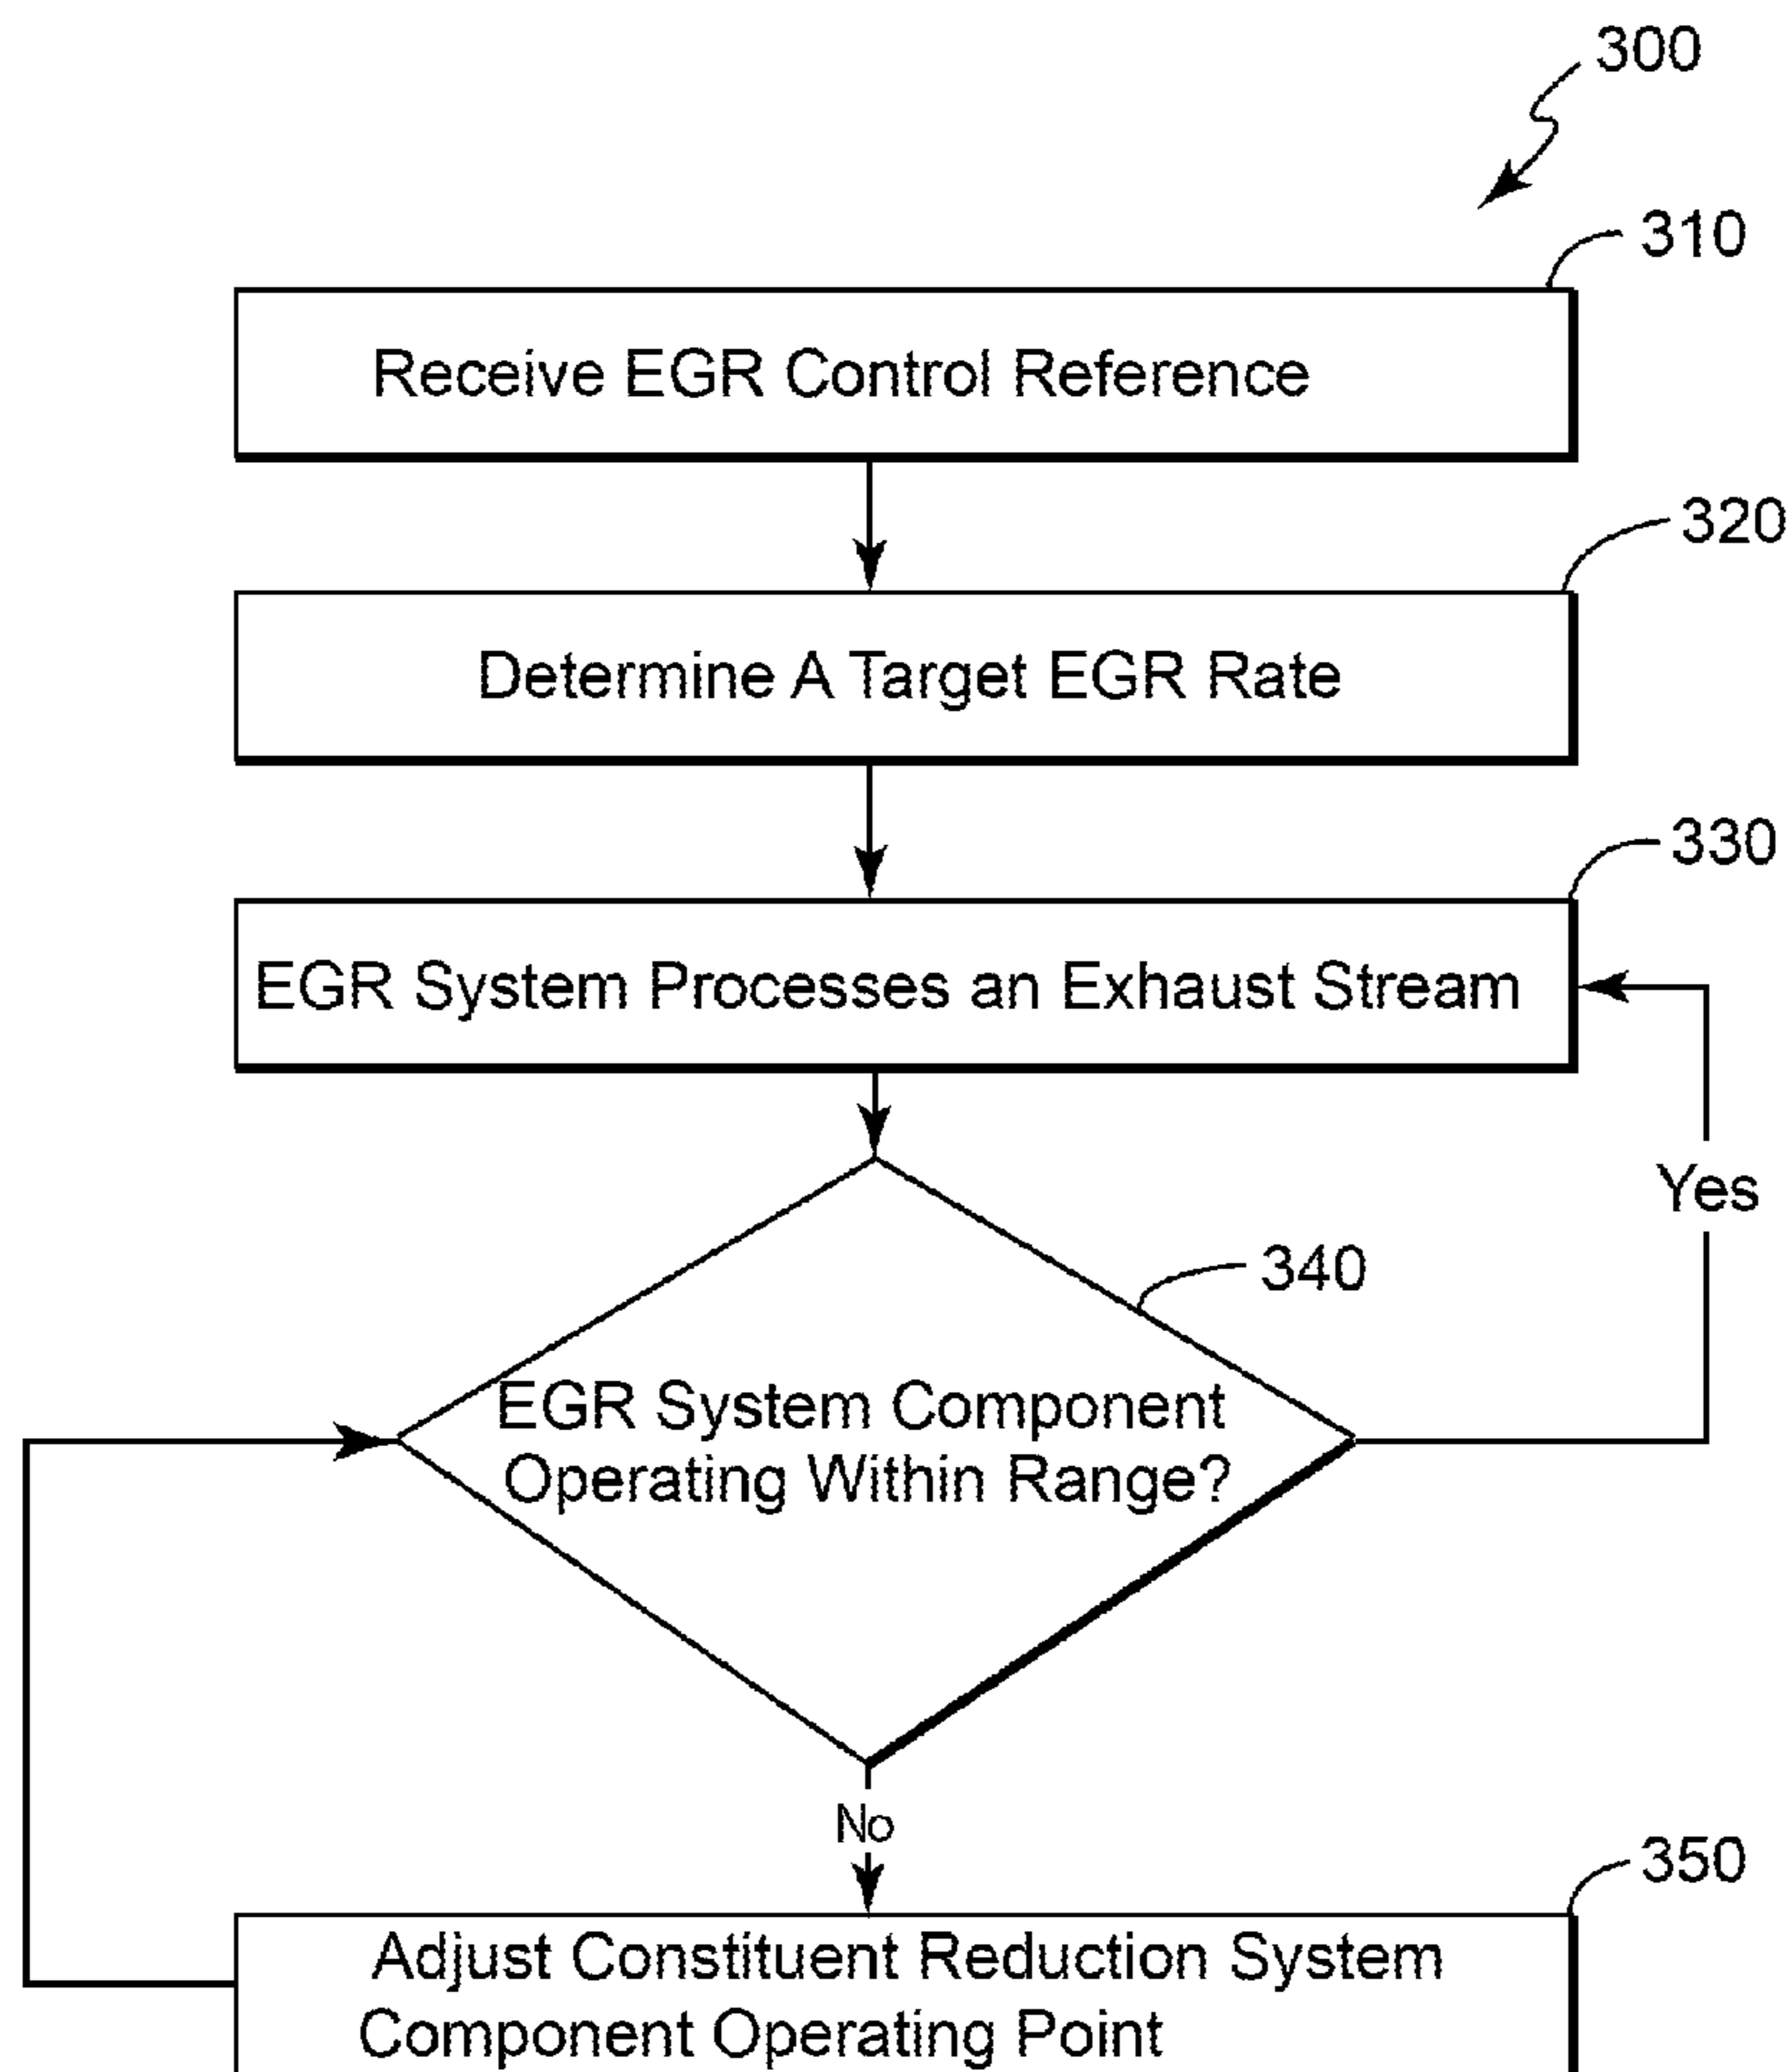 300
310
Receive EGR Control Reference
320
Determine A Target EGR Rate
330
EGR System Processes an Exhaust Stream
Yes
340
EGR System Component
Operating Within Range?
No
350
Adjust Constituent Reduction System
Component Operating Point